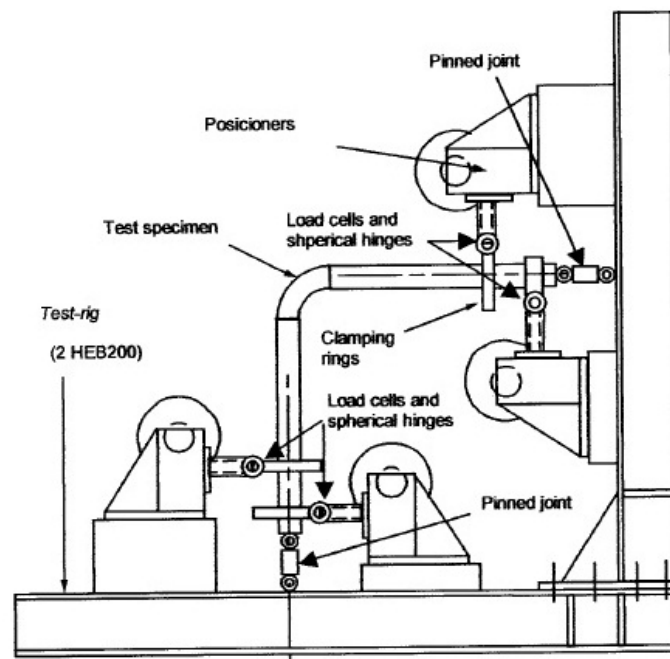 Pinned joint
Posicioners
Load cells and
shperical hinges
Test specimen
Test-rig
(2 HEB200)
Clamping
rings
Load cells and
spherical hinges
Pinned joint